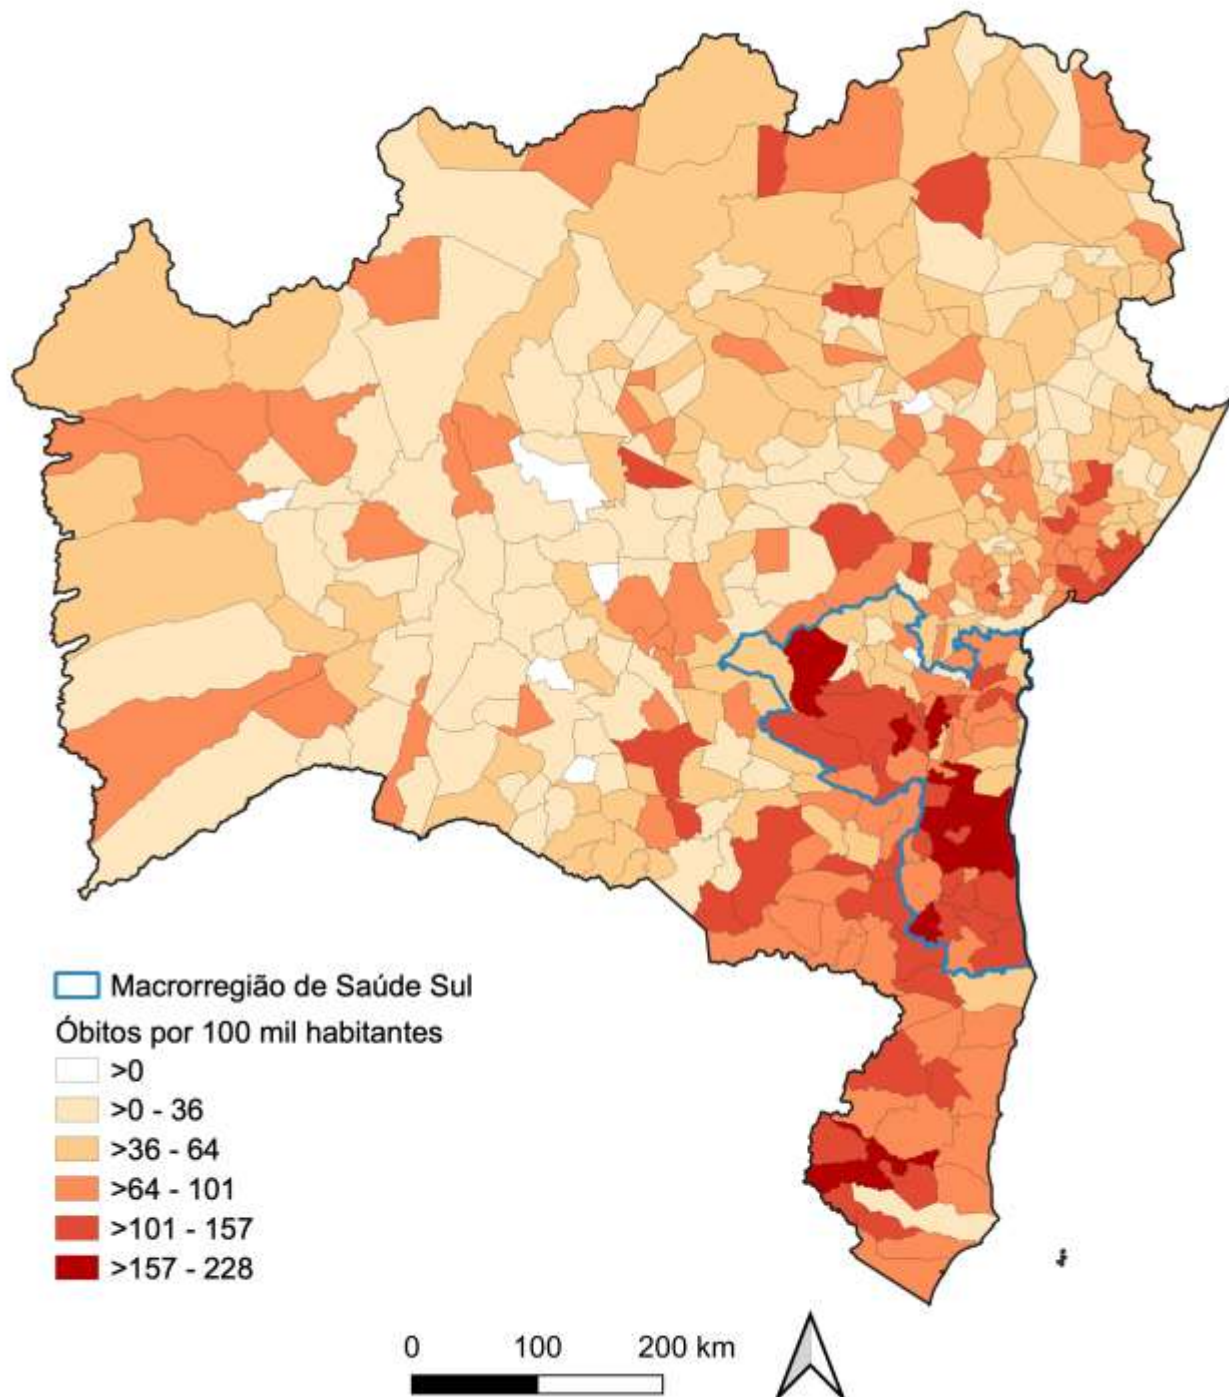 Macrorregião de Saúde Sul
Óbitos por 100 mil habitantes
>0
>0 - 36
>36 - 64
>64 - 101
>101 - 157
>157 - 228
0 100 200 km